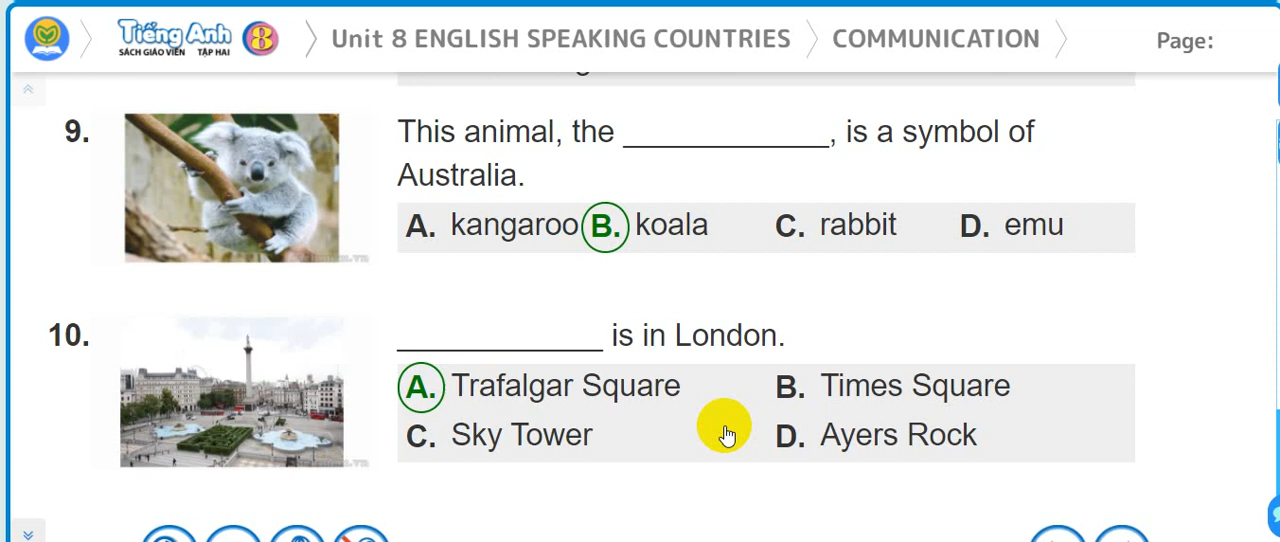 Tiếng Anh 8
SÁCH GIÁO VIÊN TẬP HAI
Unit 8 ENGLISH SPEAKING COUNTRIES
COMMUNICATION
Page:
9.
This animal, the ____________, is a symbol of
Australia.
A. kangaroo B. koala C. rabbit D. emu
10.
____________ is in London.
A. Trafalgar Square B. Times Square
C. Sky Tower D. Ayers Rock